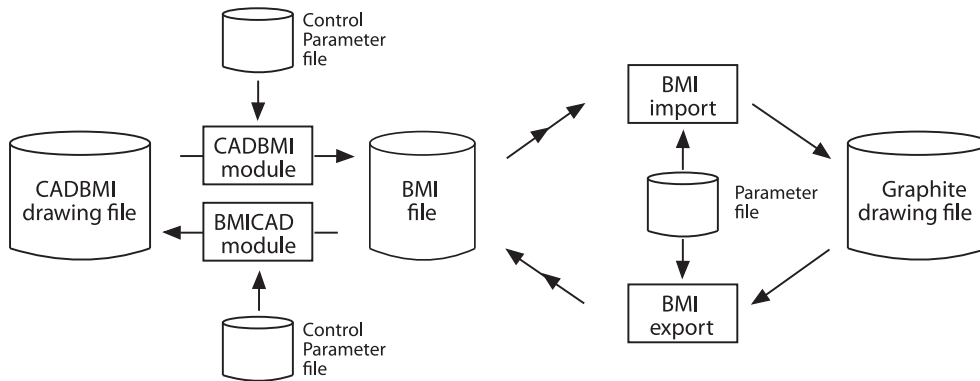 Control
Parameter
file
CADBMI
drawing file
CADBMI
module
BMICAD
module
Control
Parameter
file
BMI
file
BMI
import
Parameter
file
BMI
export
Graphite
drawing file